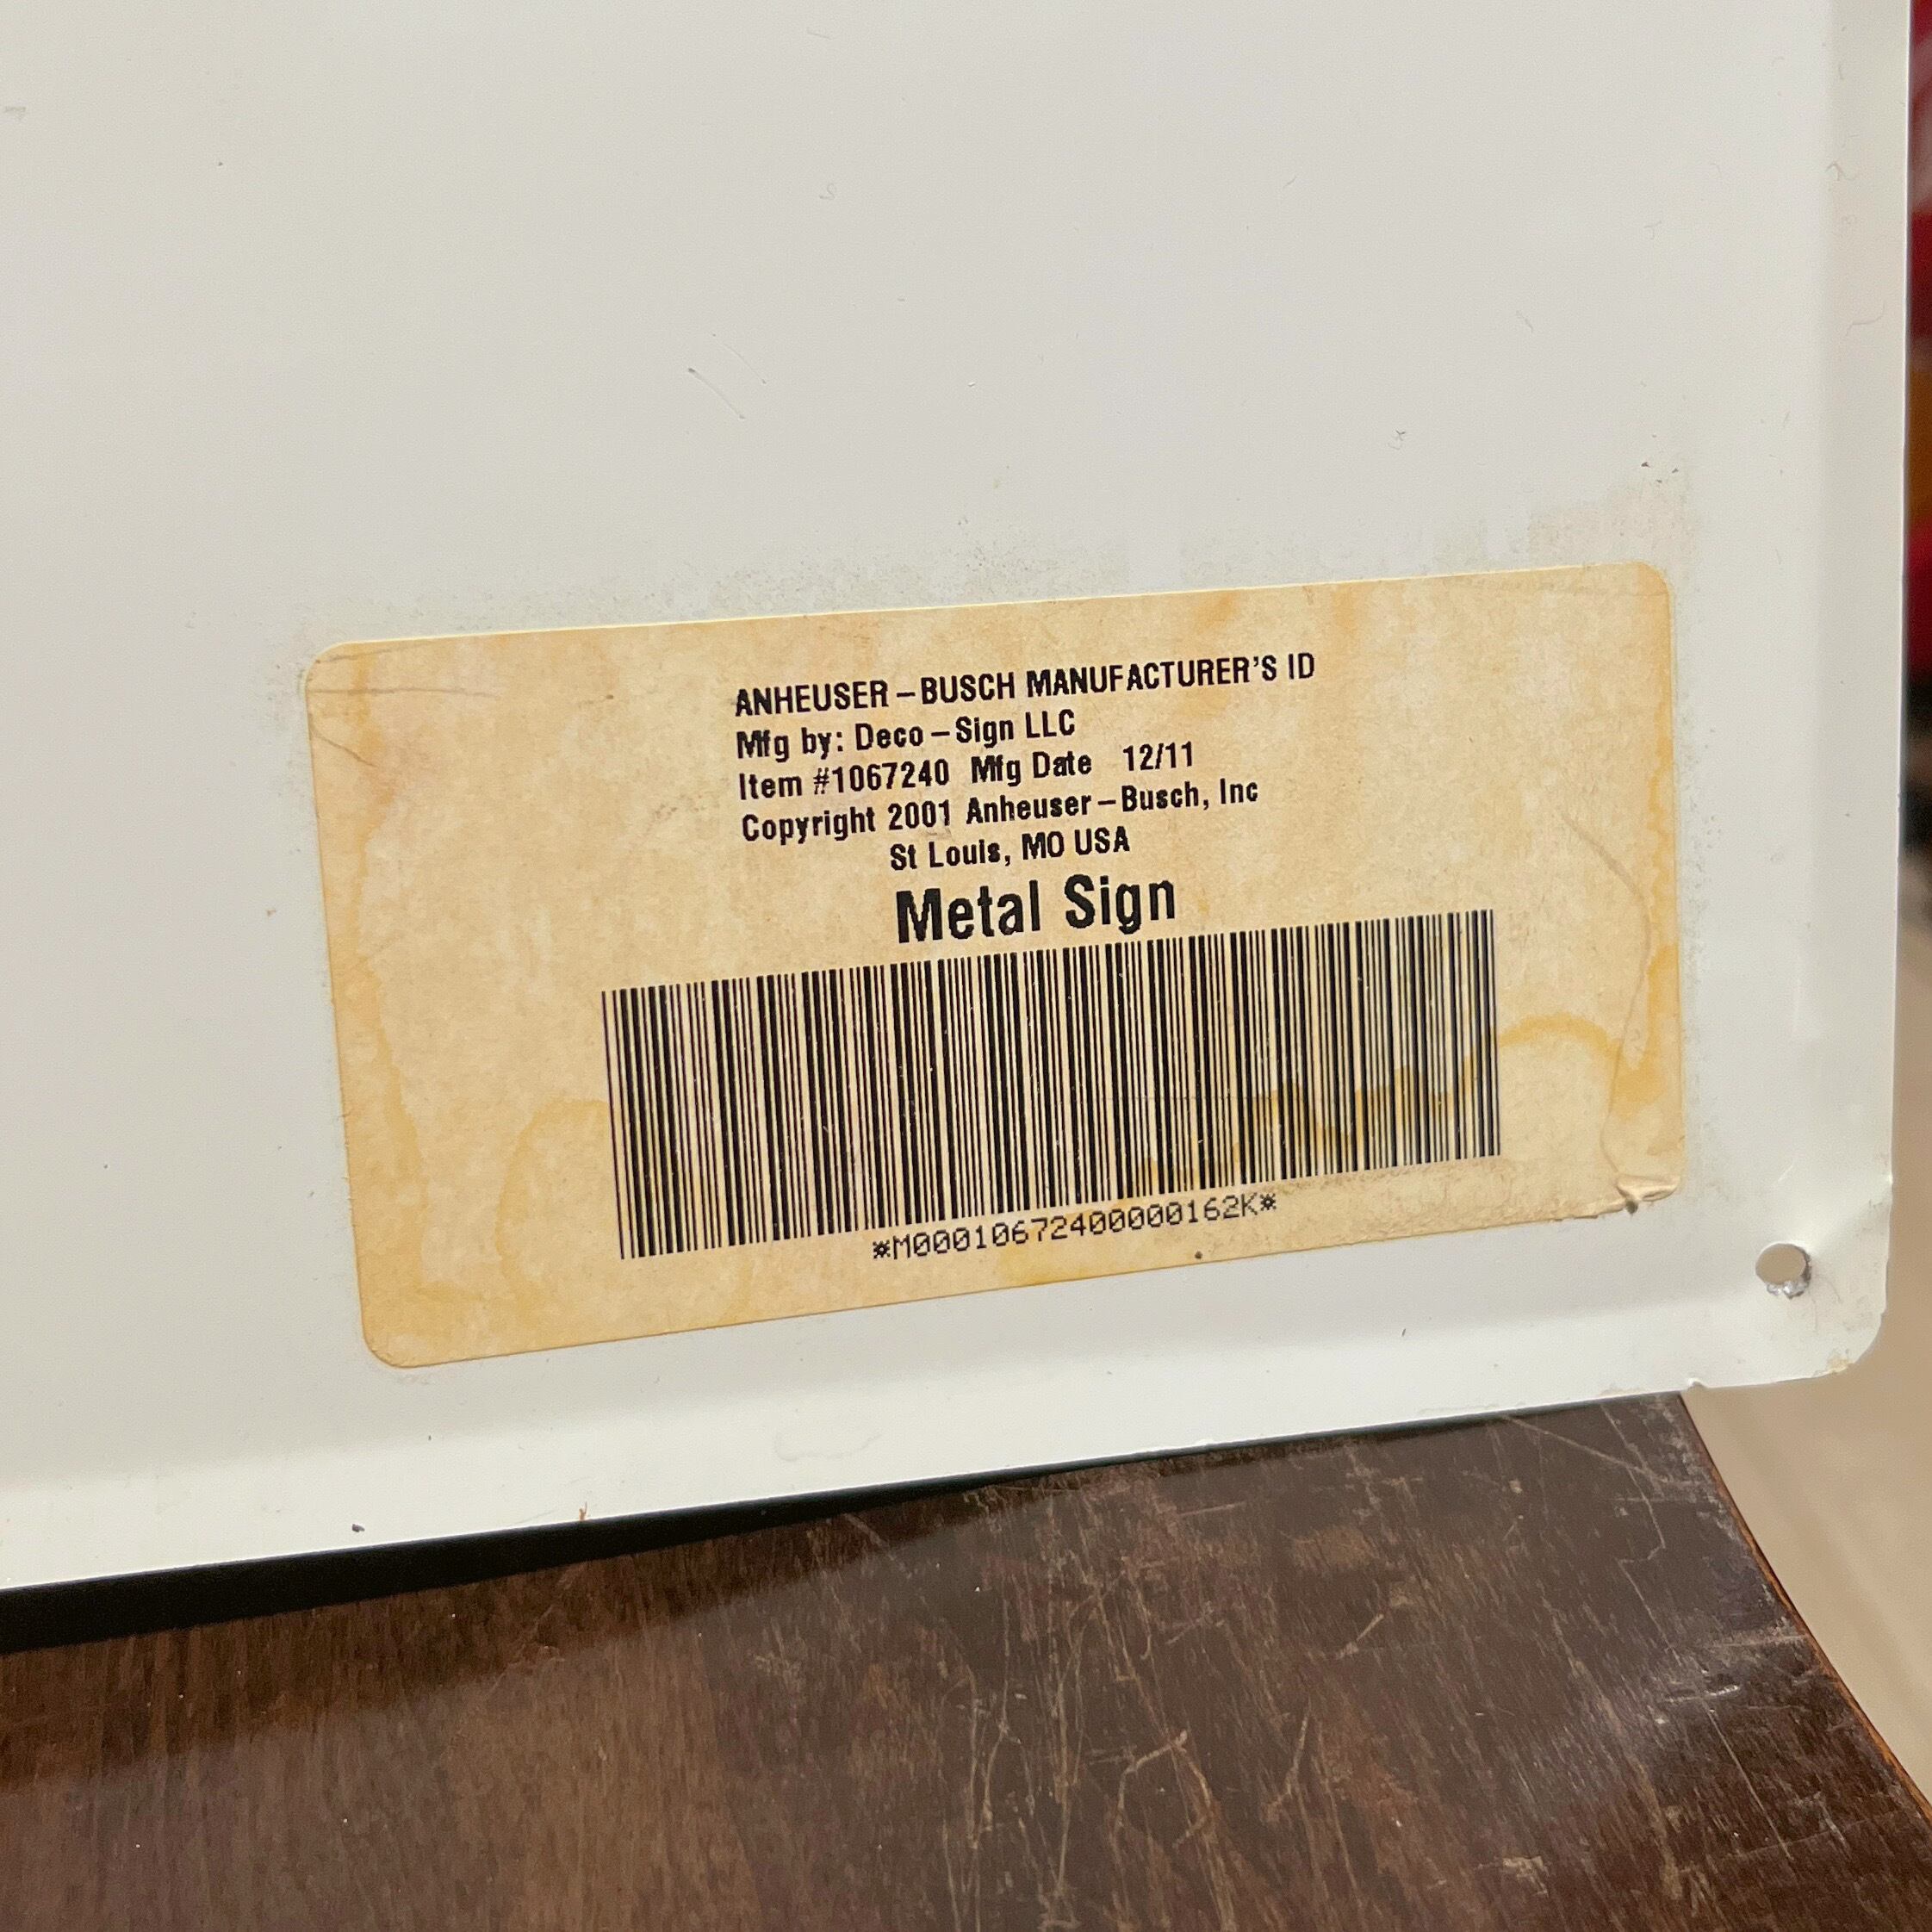 ANHEUSER–BUSCH MANUFACTURER'S ID
Mfg by: Deco–Sign LLC
Item #1067240 Mfg Date 12/11
Copyright 2001 Anheuser–Busch, Inc
St Louis, MO USA
Metal Sign
*M00010672400000162K*